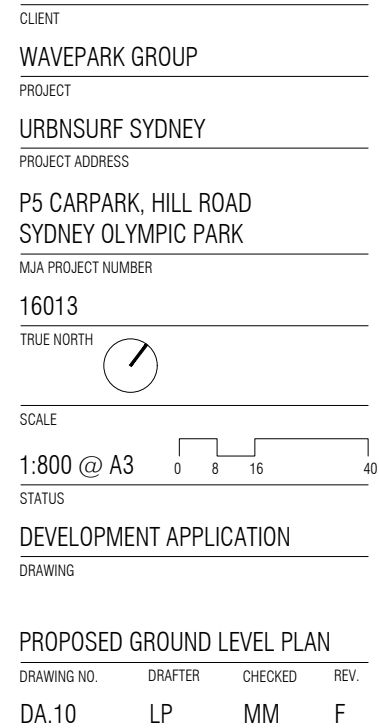 CLIENT
WAVEPARK GROUP
PROJECT
URBNSURF SYDNEY
PROJECT ADDRESS
P5 CARPARK, HILL ROAD
SYDNEY OLYMPIC PARK
MJA PROJECT NUMBER
16013
TRUE NORTH
SCALE
1:800 @ A3 0 8 16 40
STATUS
DEVELOPMENT APPLICATION
DRAWING
PROPOSED GROUND LEVEL PLAN
DRAWING NO. DRAFTER CHECKED REV.
DA.10 LP MM F